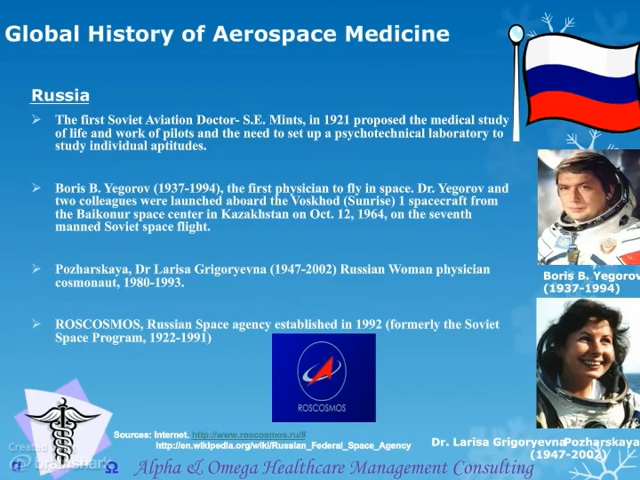 Global History of Aerospace Medicine
Russia
The first Soviet Aviation Doctor- S.E. Mints, in 1921 proposed the medical study
of life and work of pilots and the need to set up a psychotechnical laboratory to
study individual aptitudes.
Boris B. Yegorov (1937-1994), the first physician to fly in space. Dr. Yegorov and
two colleagues were launched aboard the Voskhod (Sunrise) 1 spacecraft from
the Baikonur space center in Kazakhstan on Oct. 12, 1964, on the seventh
manned Soviet space flight.
Boris B. Yegorov
(1937-1994)
Pozharskaya, Dr Larisa Grigoryevna (1947-2002) Russian Woman physician
cosmonaut, 1980-1993.
ROSCOSMOS, Russian Space agency established in 1992 (formerly the Soviet
Space Program, 1922-1991)
ROSCOSMOS
Sources: Internet. http://www.roscosmos.ru/#
http://en.wikipedia.org/wiki/Russian_Federal_Space_Agency
Dr. Larisa Grigoryevna Pozharskaya
(1947-2002)
Created using
brainshark
Ω Alpha & Omega Healthcare Management Consulting